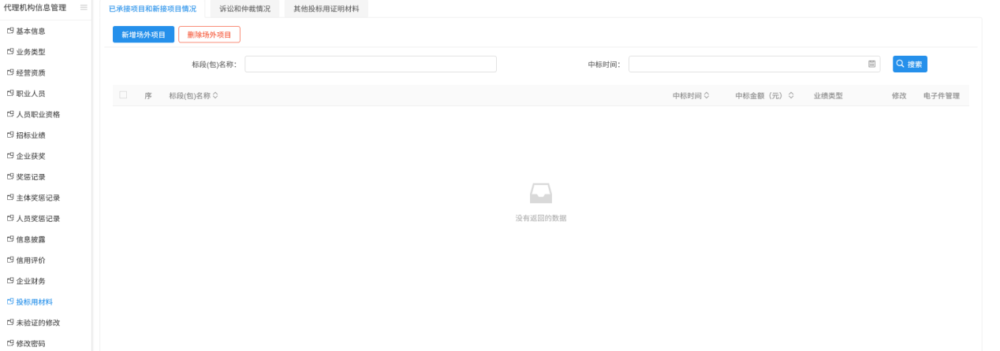 代理机构信息管理
基本信息
业务类型
经营资质
职业人员
人员职业资格
招标业绩
企业获奖
奖惩记录
主体奖惩记录
人员奖惩记录
信息披露
信用评价
企业财务
投标用材料
未验证的修改
修改密码
已承接项目和新接项目情况 诉讼和仲裁情况 其他投标用证明材料
新增场外项目 删除场外项目
标段(包)名称： 中标时间： 搜索
序 标段(包)名称 中标时间 中标金额（元） 业绩类型 修改 电子件管理
没有返回的数据